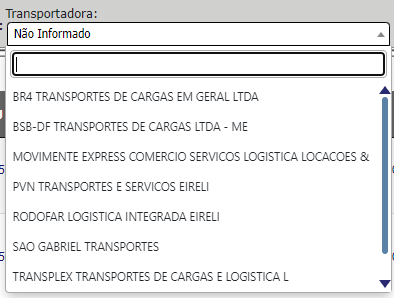 Transportadora:
Não Informado
BR4 TRANSPORTES DE CARGAS EM GERAL LTDA
BSB-DF TRANSPORTES DE CARGAS LTDA - ME
MOVIMENTE EXPRESS COMERCIO SERVICOS LOGISTICA LOCACOES &
PVN TRANSPORTES E SERVICOS EIRELI
RODOFAR LOGISTICA INTEGRADA EIRELI
SAO GABRIEL TRANSPORTES
TRANSPLEX TRANSPORTES DE CARGAS E LOGISTICA L